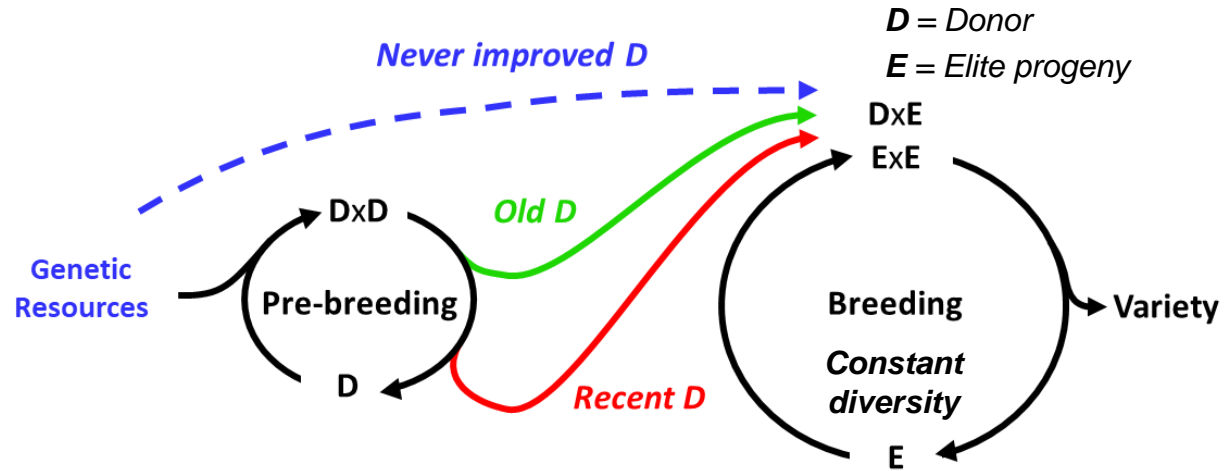 D = Donor
E = Elite progeny
Never improved D
DxE
ExE
DxD
Old D
Genetic
Resources
Pre-breeding
Breeding
Variety
Constant
diversity
D
Recent D
E